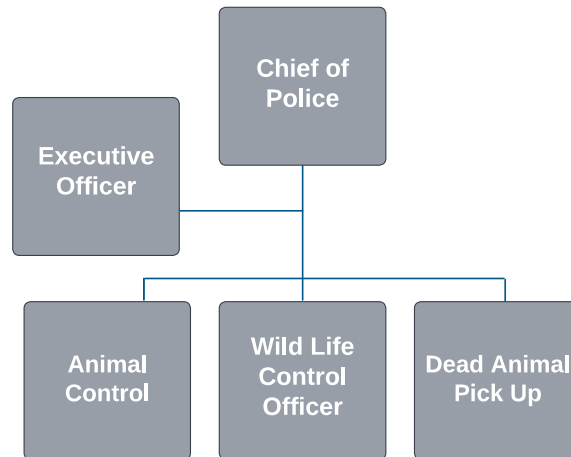 Chief of
Police
Executive
Officer
Animal
Control
Wild Life
Control
Officer
Dead Animal
Pick Up